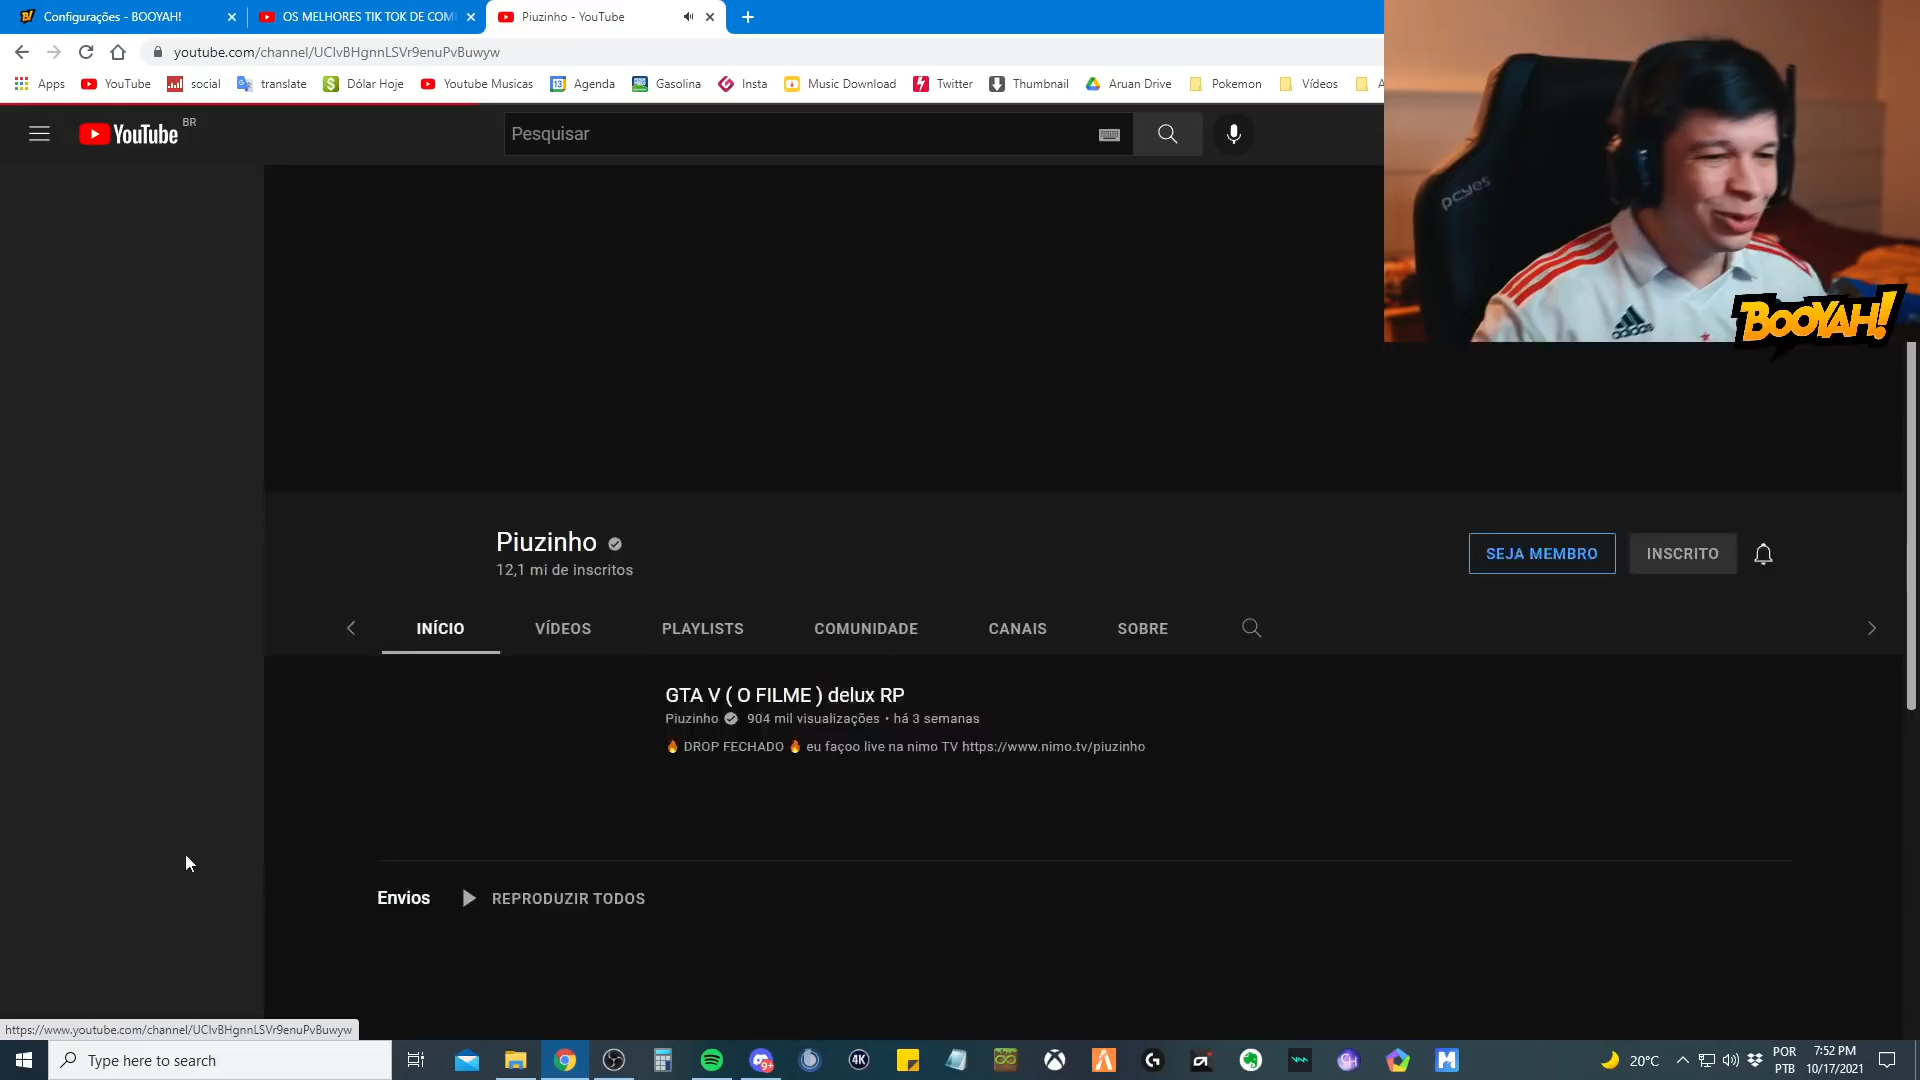 Configurações - BOOYAH!
OS MELHORES TIK TOK DE COM
Piuzinho - YouTube
youtube.com/channel/UClvBHgnnLSVr9enuPvBuwyw
Apps
YouTube
social
translate
Dólar Hoje
Youtube Musicas
Agenda
Gasolina
Insta
Music Download
Twitter
Thumbnail
Aruan Drive
Pokemon
Vídeos
YouTube BR
Pesquisar
pcyes
adidas
BOOYAH!
Piuzinho
12,1 mi de inscritos
SEJA MEMBRO
INSCRITO
INÍCIO
VÍDEOS
PLAYLISTS
COMUNIDADE
CANAIS
SOBRE
GTA V ( O FILME ) delux RP
Piuzinho 904 mil visualizações • há 3 semanas
🔥 DROP FECHADO 🔥 eu façoo live na nimo TV https://www.nimo.tv/piuzinho
Envios
REPRODUZIR TODOS
https://www.youtube.com/channel/UClvBHgnnLSVr9enuPvBuwyw
Type here to search
4K
9+
20°C
POR
PTB
7:52 PM
10/17/2021